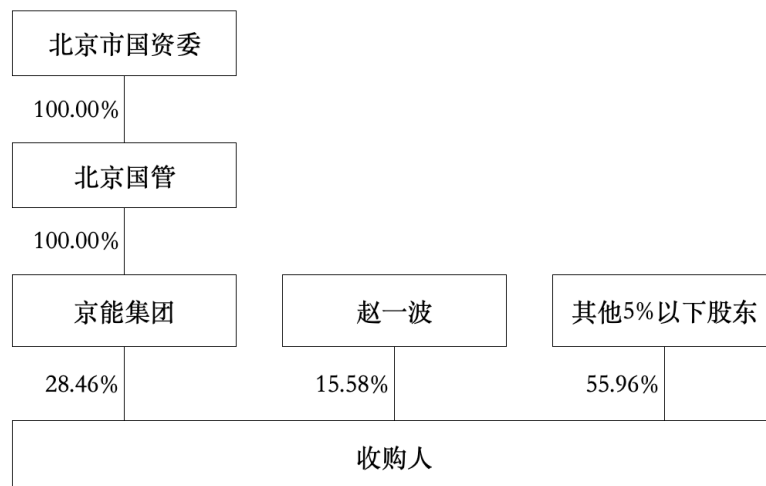 北京市国资委
100.00%
北京国管
100.00%
京能集团
赵一波
其他5%以下股东
28.46%
15.58%
55.96%
收购人